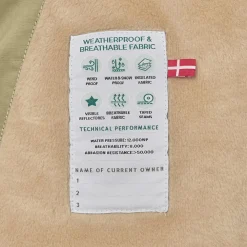 WEATHERPROOF &
BREATHABLE FABRIC
WIND
PROOF
WATER & SNOW
PROOF
INSULATED
FABRIC
VISIBLE
REFLECTORS
BREATHABLE
FABRIC
TAPED
SEAMS
TECHNICAL PERFORMANCE
WATER PRESSURE: 12.000MM
BREATHABILITY: 8.000
ABRASION RESISTANCE: >50.000
NAME OF CURRENT OWNER
1
2
3